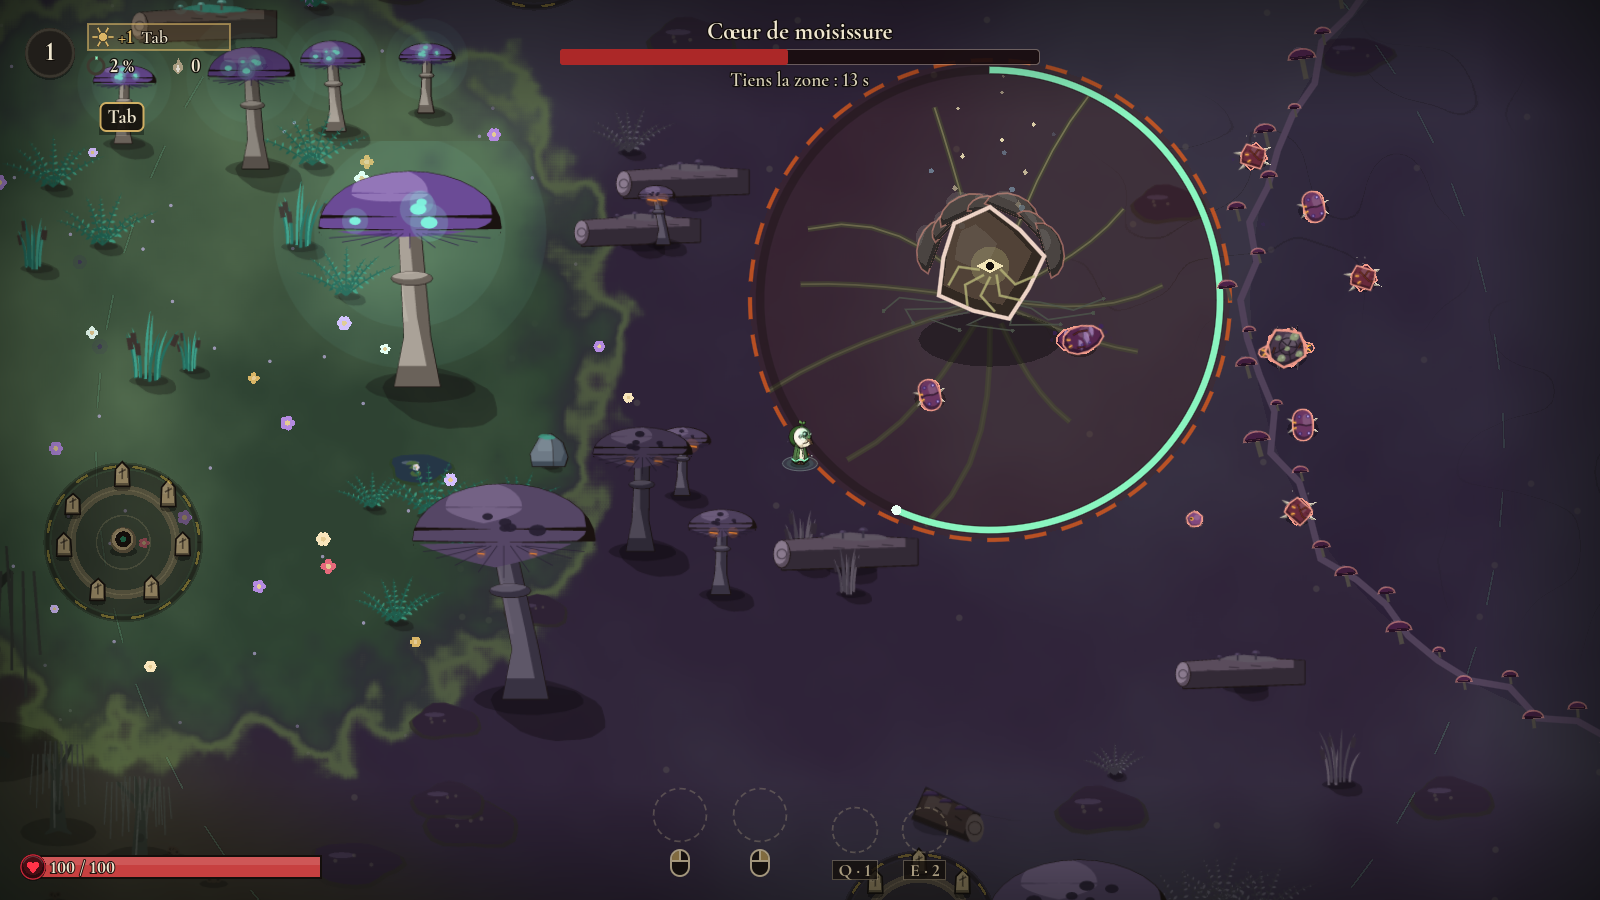 1
+1 Tab
2 %
0
Tab
Cœur de moisissure
Tiens la zone : 13 s
100 / 100
Q · 1
E · 2